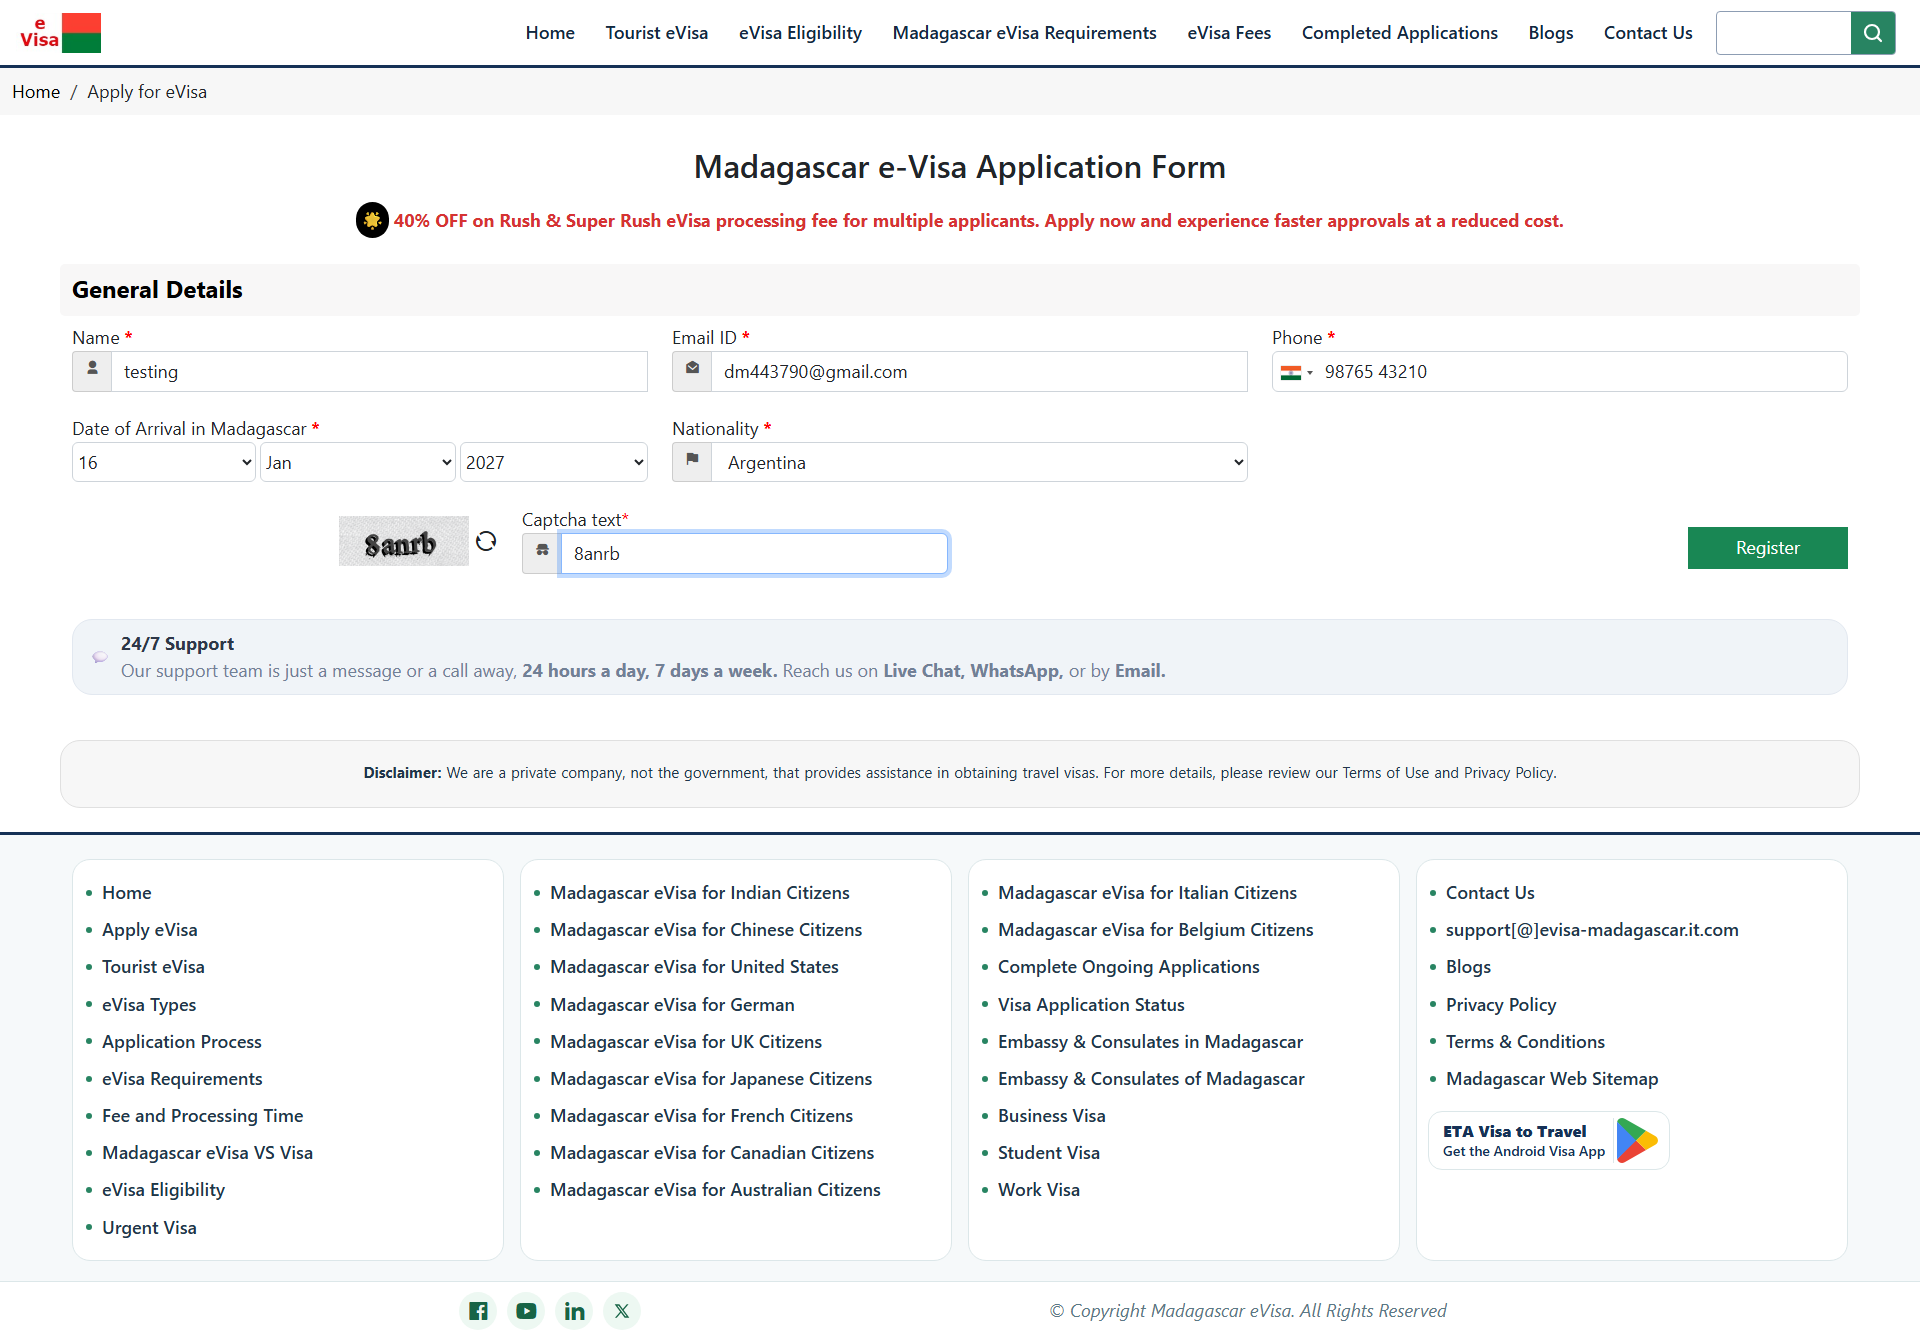 e
Visa
Home Tourist eVisa eVisa Eligibility Madagascar eVisa Requirements eVisa Fees Completed Applications Blogs Contact Us
Home / Apply for eVisa
Madagascar e-Visa Application Form
40% OFF on Rush & Super Rush eVisa processing fee for multiple applicants. Apply now and experience faster approvals at a reduced cost.
General Details
Name * Email ID * Phone *
testing dm443790@gmail.com 98765 43210
Date of Arrival in Madagascar * Nationality *
16 Jan 2027 Argentina
Captcha text*
8anrb 8anrb Register
24/7 Support
Our support team is just a message or a call away, 24 hours a day, 7 days a week. Reach us on Live Chat, WhatsApp, or by Email.
Disclaimer: We are a private company, not the government, that provides assistance in obtaining travel visas. For more details, please review our Terms of Use and Privacy Policy.
Home
Apply eVisa
Tourist eVisa
eVisa Types
Application Process
eVisa Requirements
Fee and Processing Time
Madagascar eVisa VS Visa
eVisa Eligibility
Urgent Visa
Madagascar eVisa for Indian Citizens
Madagascar eVisa for Chinese Citizens
Madagascar eVisa for United States
Madagascar eVisa for German
Madagascar eVisa for UK Citizens
Madagascar eVisa for Japanese Citizens
Madagascar eVisa for French Citizens
Madagascar eVisa for Canadian Citizens
Madagascar eVisa for Australian Citizens
Madagascar eVisa for Italian Citizens
Madagascar eVisa for Belgium Citizens
Complete Ongoing Applications
Visa Application Status
Embassy & Consulates in Madagascar
Embassy & Consulates of Madagascar
Business Visa
Student Visa
Work Visa
Contact Us
support[@]evisa-madagascar.it.com
Blogs
Privacy Policy
Terms & Conditions
Madagascar Web Sitemap
ETA Visa to Travel
Get the Android Visa App
© Copyright Madagascar eVisa. All Rights Reserved